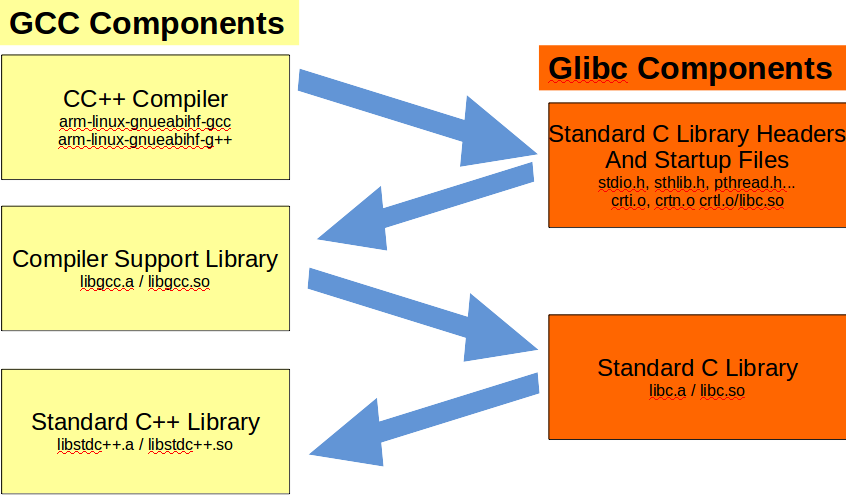 GCC Components
CC++ Compiler
arm-linux-gnueabihf-gcc
arm-linux-gnueabihf-g++
Compiler Support Library
libgcc.a / libgcc.so
Standard C++ Library
libstdc++.a / libstdc++.so
Glibc Components
Standard C Library Headers
And Startup Files
stdio.h, sthlib.h, pthread.h...
crti.o, crtn.o crtl.o/libc.so
Standard C Library
libc.a / libc.so